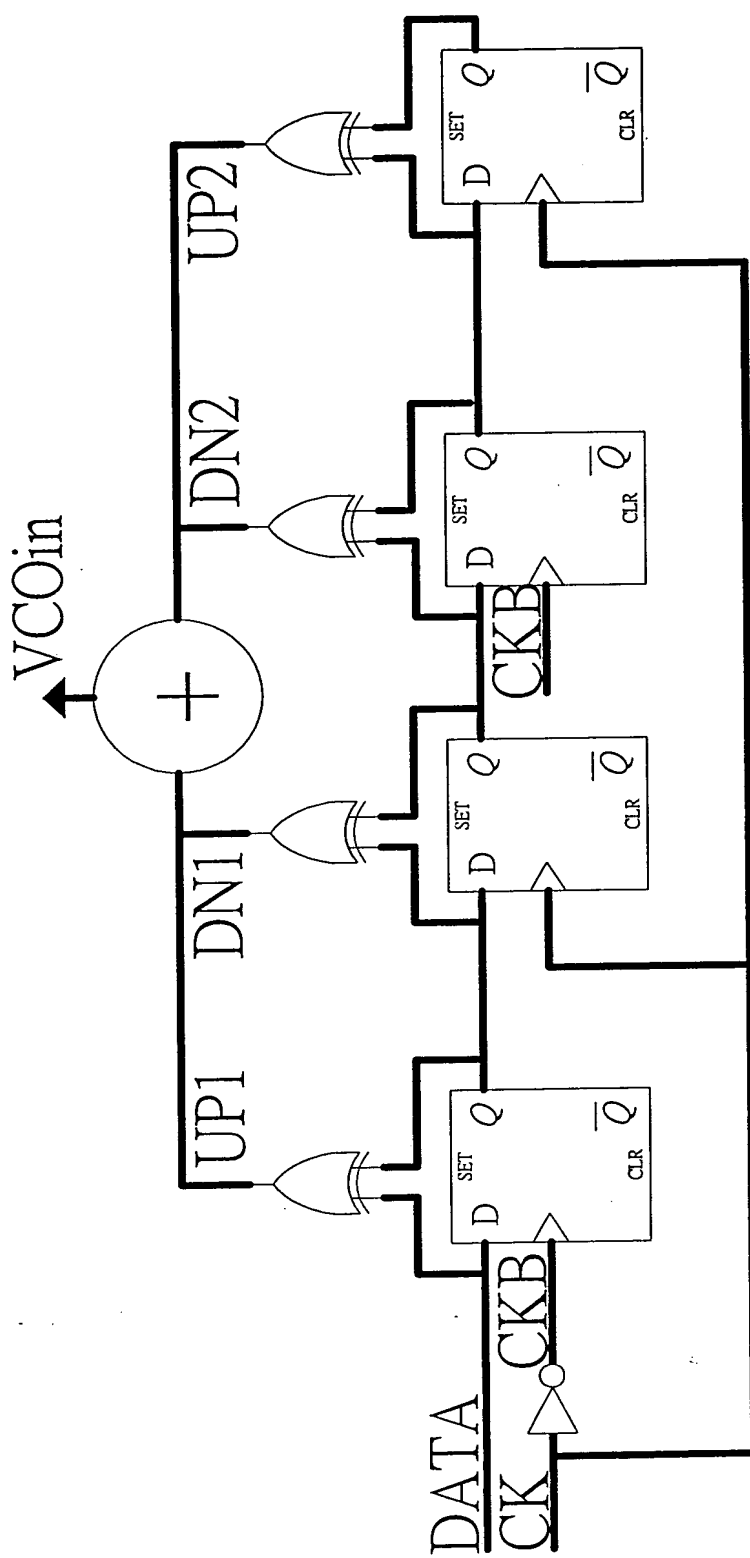 VCOin
UP1
DN1
DN2
UP2
SET
D
Q
Q
CLR
SET
D
Q
Q
CLR
SET
D
Q
Q
CLR
SET
D
Q
Q
CLR
DATA
CK
CKB
CKB